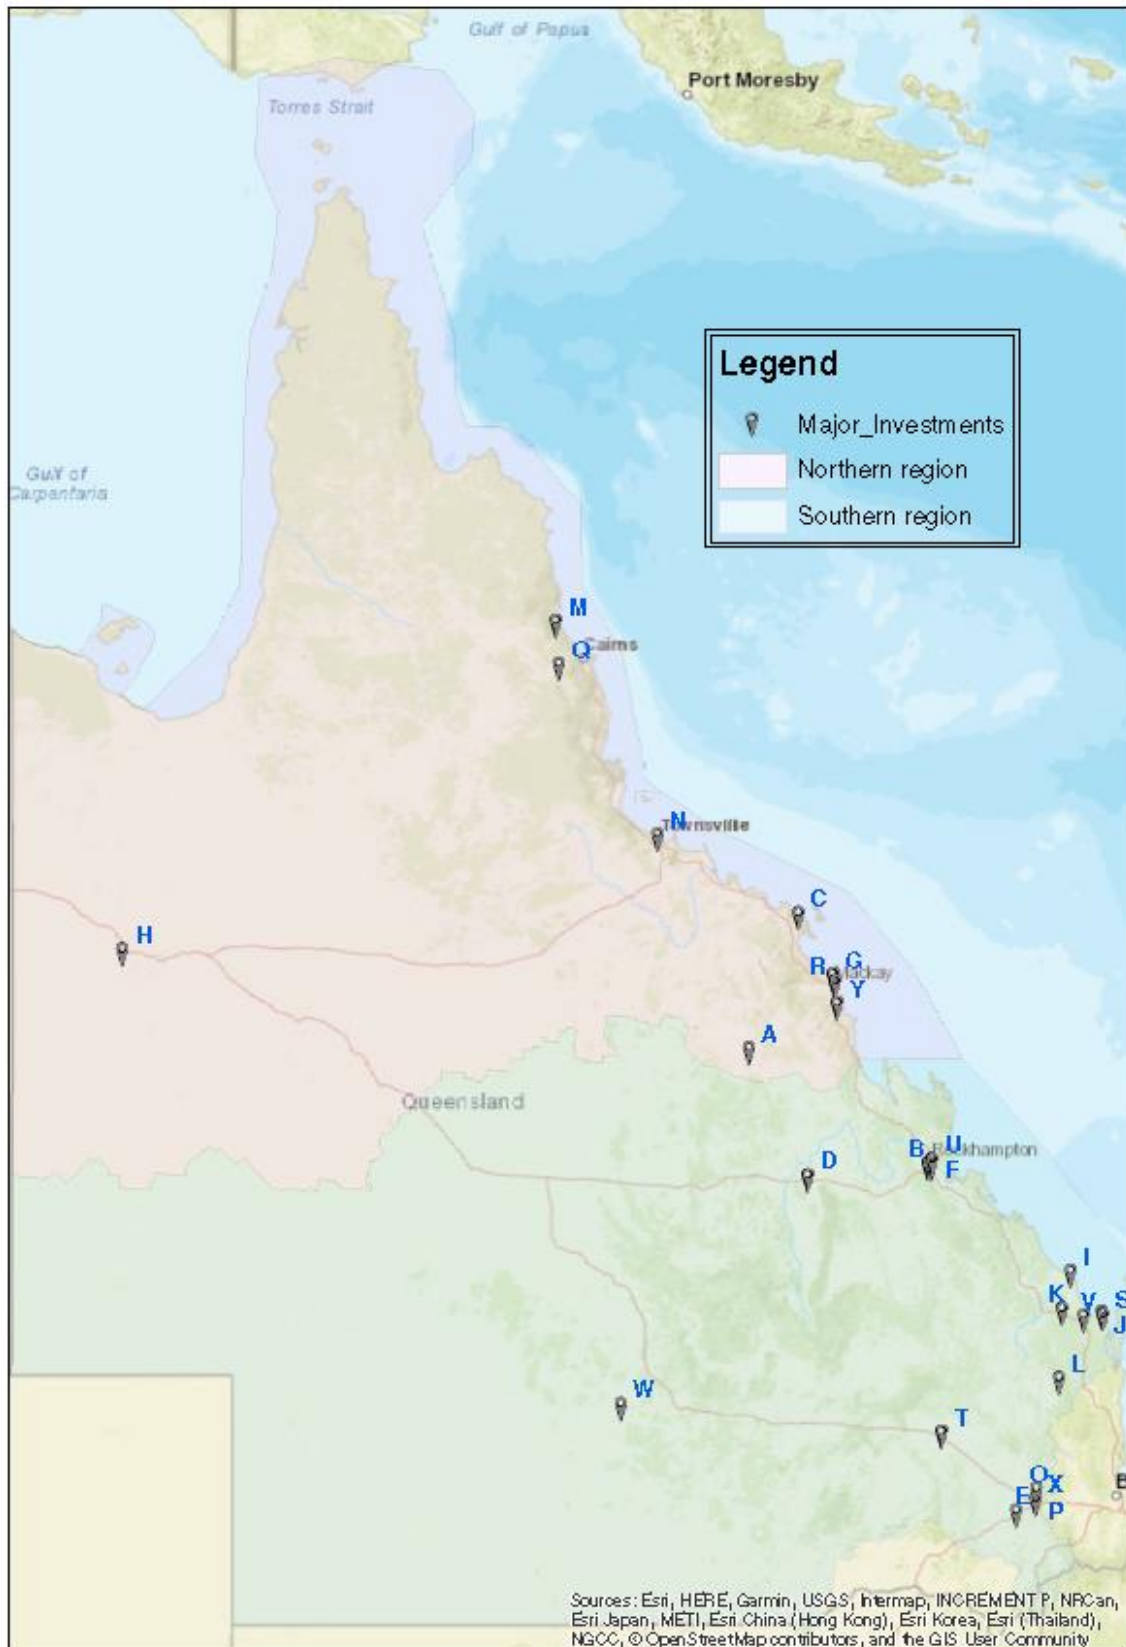 Gulf of Papua
Port Moresby
Torres Strait
Legend
Major_Investments
Northern region
Southern region
Gulf of
Carpentaria
M
Cairns
Q
N
Townsville
C
H
G
R
Mackay
Y
A
Queensland
U
B
Rockhampton
D
F
I
K
V
S
J
L
W
T
O
X
E
P
B
Sources: Esri, HERE, Garmin, USGS, Intermap, INCREMENT P, NRCan,
Esri Japan, METI, Esri China (Hong Kong), Esri Korea, Esri (Thailand),
NGCC, © OpenStreetMap contributors, and the GIS User Community